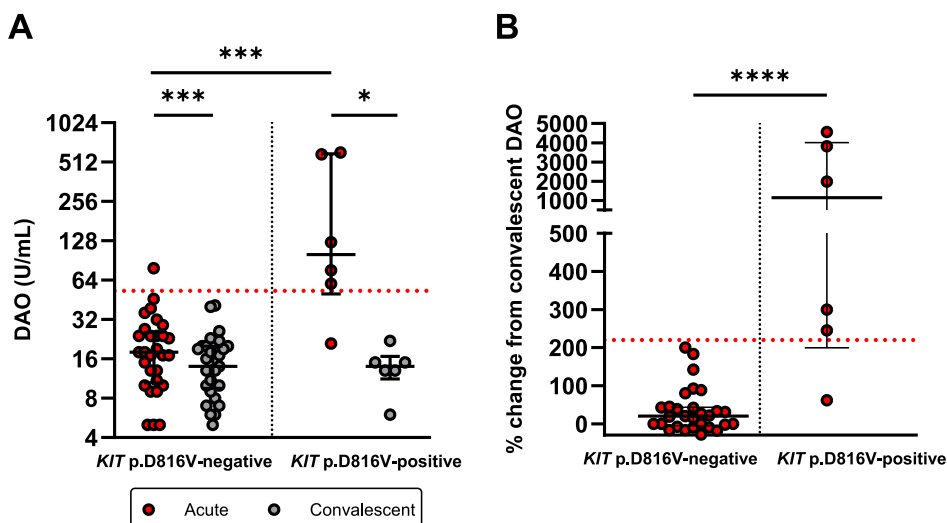 A
***
***
*
DAO (U/mL)
1024
512
256
128
64
32
16
8
4
KIT p.D816V-negative
KIT p.D816V-positive
Acute
Convalescent
B
****
% change from convalescent DAO
5000
4000
3000
2000
1000
500
400
300
200
100
0
KIT p.D816V-negative
KIT p.D816V-positive